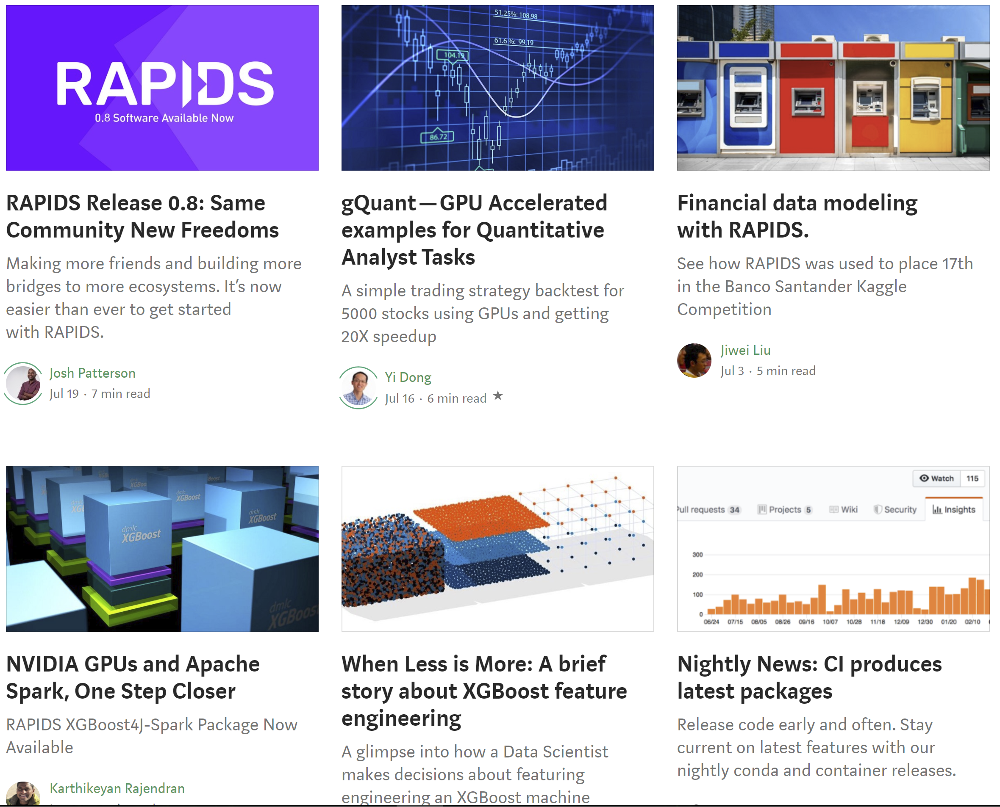 RAPIDS
0.8 Software Available Now
51.25%: 108.98
61.6%: 99.19
104.19
86.72
RAPIDS Release 0.8: Same
Community New Freedoms
Making more friends and building more
bridges to more ecosystems. It’s now
easier than ever to get started
with RAPIDS.
Josh Patterson
Jul 19 · 7 min read
gQuant — GPU Accelerated
examples for Quantitative
Analyst Tasks
A simple trading strategy backtest for
5000 stocks using GPUs and getting
20X speedup
Yi Dong
Jul 16 · 6 min read ★
Financial data modeling
with RAPIDS.
See how RAPIDS was used to place 17th
in the Banco Santander Kaggle
Competition
Jiwei Liu
Jul 3 · 5 min read
dmlc
XGBoost
dmlc
XGBoost
dmlc
XGBoost
dmlc
XGBoost
Watch 115
Pull requests 34 Projects 5 Wiki Security Insights
300
200
100
0
06/24 07/15 08/05 08/26 09/16 10/07 10/28 11/18 12/09 12/30 01/20 02/10
NVIDIA GPUs and Apache
Spark, One Step Closer
RAPIDS XGBoost4J-Spark Package Now
Available
Karthikeyan Rajendran
When Less is More: A brief
story about XGBoost feature
engineering
A glimpse into how a Data Scientist
makes decisions about featuring
engineering an XGBoost machine
Nightly News: CI produces
latest packages
Release code early and often. Stay
current on latest features with our
nightly conda and container releases.